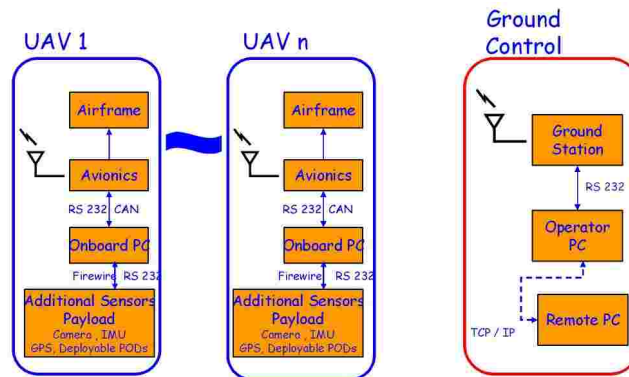 UAV 1
Airframe
Avionics
RS 232 CAN
Onboard PC
Firewire RS 232
Additional Sensors
Payload
Camera , IMU
GPS, Deployable PODs
UAV n
Airframe
Avionics
RS 232 CAN
Onboard PC
Firewire RS 232
Additional Sensors
Payload
Camera , IMU
GPS, Deployable PODs
Ground
Control
Ground
Station
RS 232
Operator
PC
Remote PC
TCP / IP